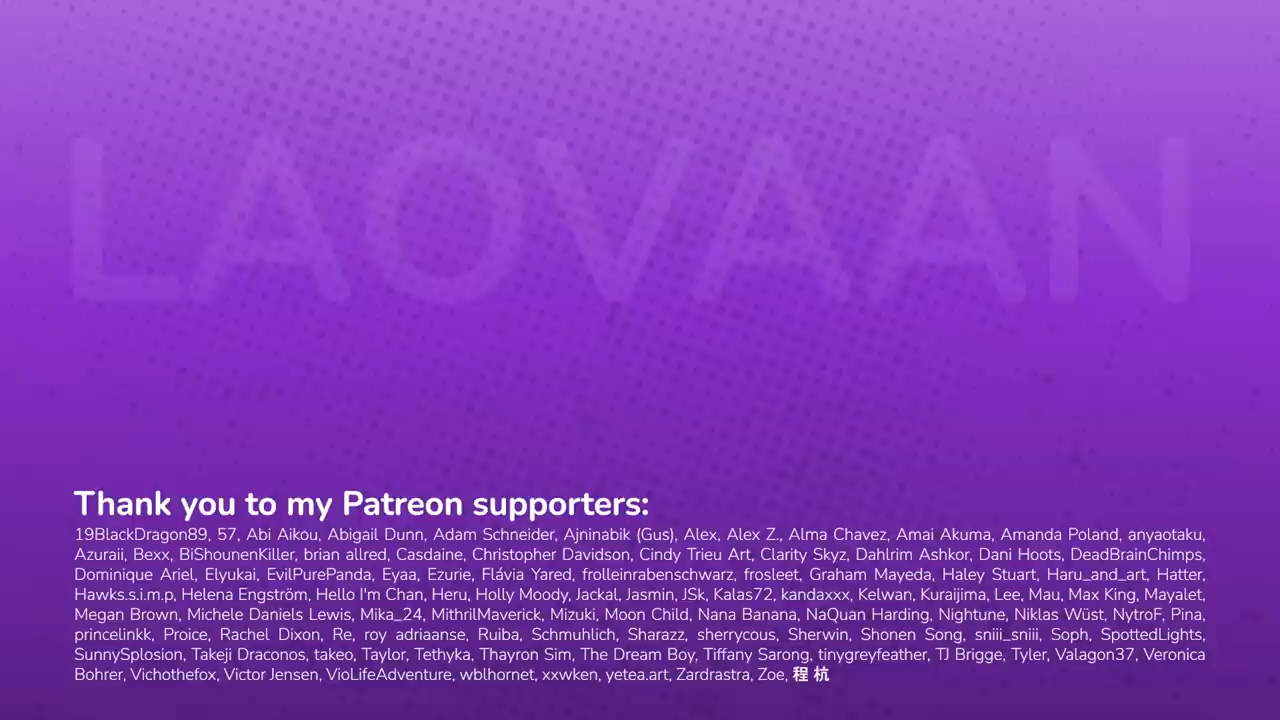 LAOVAAN
Thank you to my Patreon supporters:
19BlackDragon89, 57, Abi Aikou, Abigail Dunn, Adam Schneider, Ajninabik (Gus), Alex, Alex Z., Alma Chavez, Amai Akuma, Amanda Poland, anyaotaku,
Azuraii, Bexx, BiShounenKiller, brian allred, Casdaine, Christopher Davidson, Cindy Trieu Art, Clarity Skyz, Dahlrim Ashkor, Dani Hoots, DeadBrainChimps,
Dominique Ariel, Elyukai, EvilPurePanda, Eyaa, Ezurie, Flávia Yared, frolleinrabenschwarz, frosleet, Graham Mayeda, Haley Stuart, Haru_and_art, Hatter,
Hawks.s.i.m.p, Helena Engström, Hello I'm Chan, Heru, Holly Moody, Jackal, Jasmin, JSk, Kalas72, kandaxxx, Kelwan, Kuraijima, Lee, Mau, Max King, Mayalet,
Megan Brown, Michele Daniels Lewis, Mika_24, MithrilMaverick, Mizuki, Moon Child, Nana Banana, NaQuan Harding, Nightune, Niklas Wüst, NytroF, Pina,
princelinkk, Proice, Rachel Dixon, Re, roy adriaanse, Ruiba, Schmuhlich, Sharazz, sherrycous, Sherwin, Shonen Song, sniii_sniii, Soph, SpottedLights,
SunnySplosion, Takeji Draconos, takeo, Taylor, Tethyka, Thayron Sim, The Dream Boy, Tiffany Sarong, tinygreyfeather, TJ Brigge, Tyler, Valagon37, Veronica
Bohrer, Vichothefox, Victor Jensen, VioLifeAdventure, wblhornet, xxwken, yetea.art, Zardrastra, Zoe, 程 杭